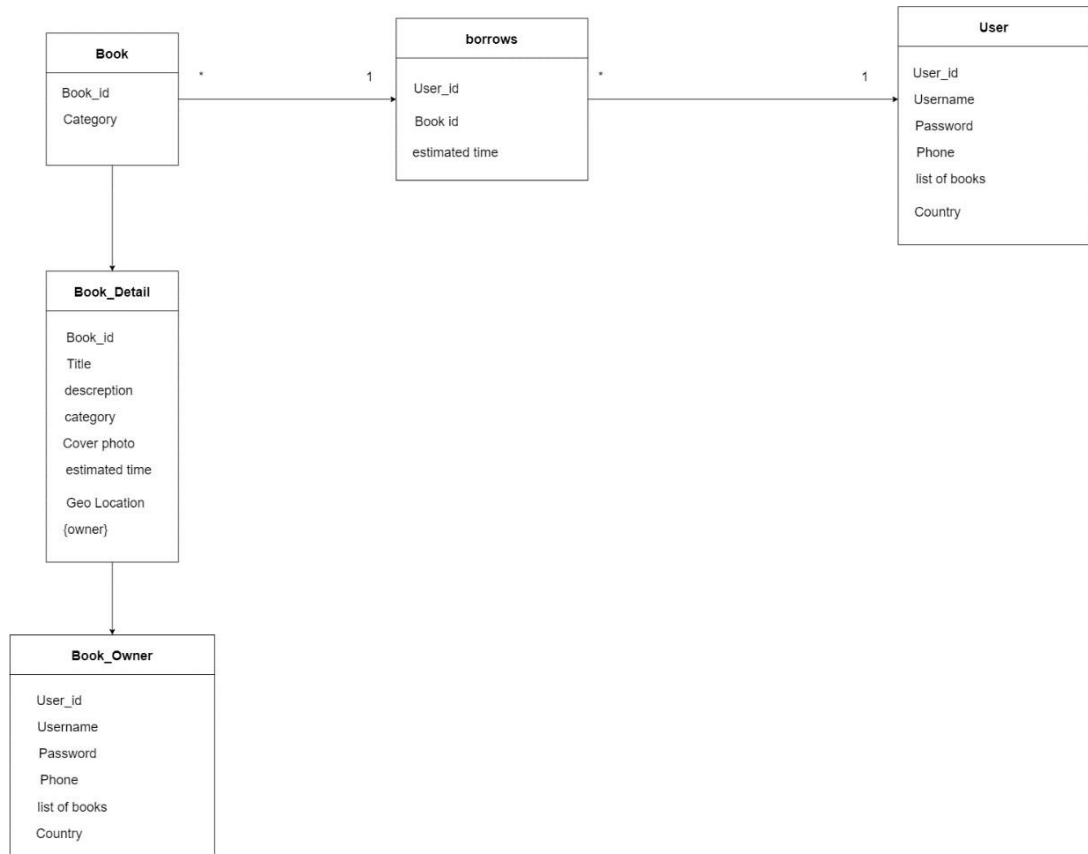 Book
Book_id
Category
*
1
borrows
User_id
Book id
estimated time
*
1
User
User_id
Username
Password
Phone
list of books
Country
Book_Detail
Book_id
Title
descreption
category
Cover photo
estimated time
Geo Location
{owner}
Book_Owner
User_id
Username
Password
Phone
list of books
Country